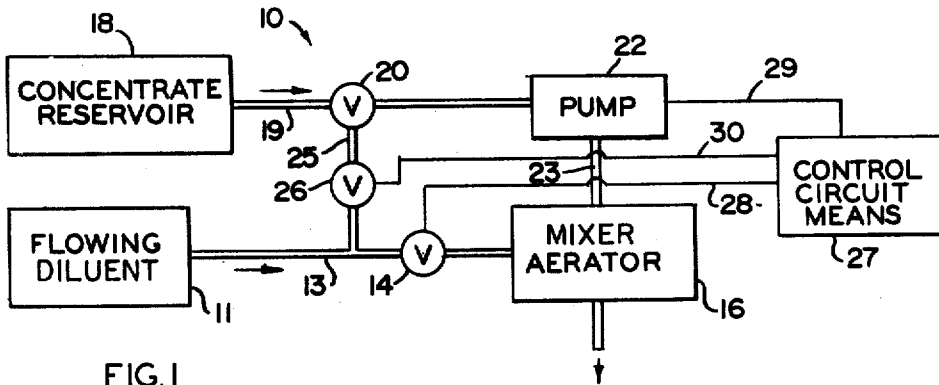 18
10
20
22
CONCENTRATE
RESERVOIR
V
PUMP
29
19
25
30
26
V
23
CONTROL
CIRCUIT
MEANS
28
FLOWING
DILUENT
V
MIXER
AERATOR
13
14
27
11
16
FIG.1